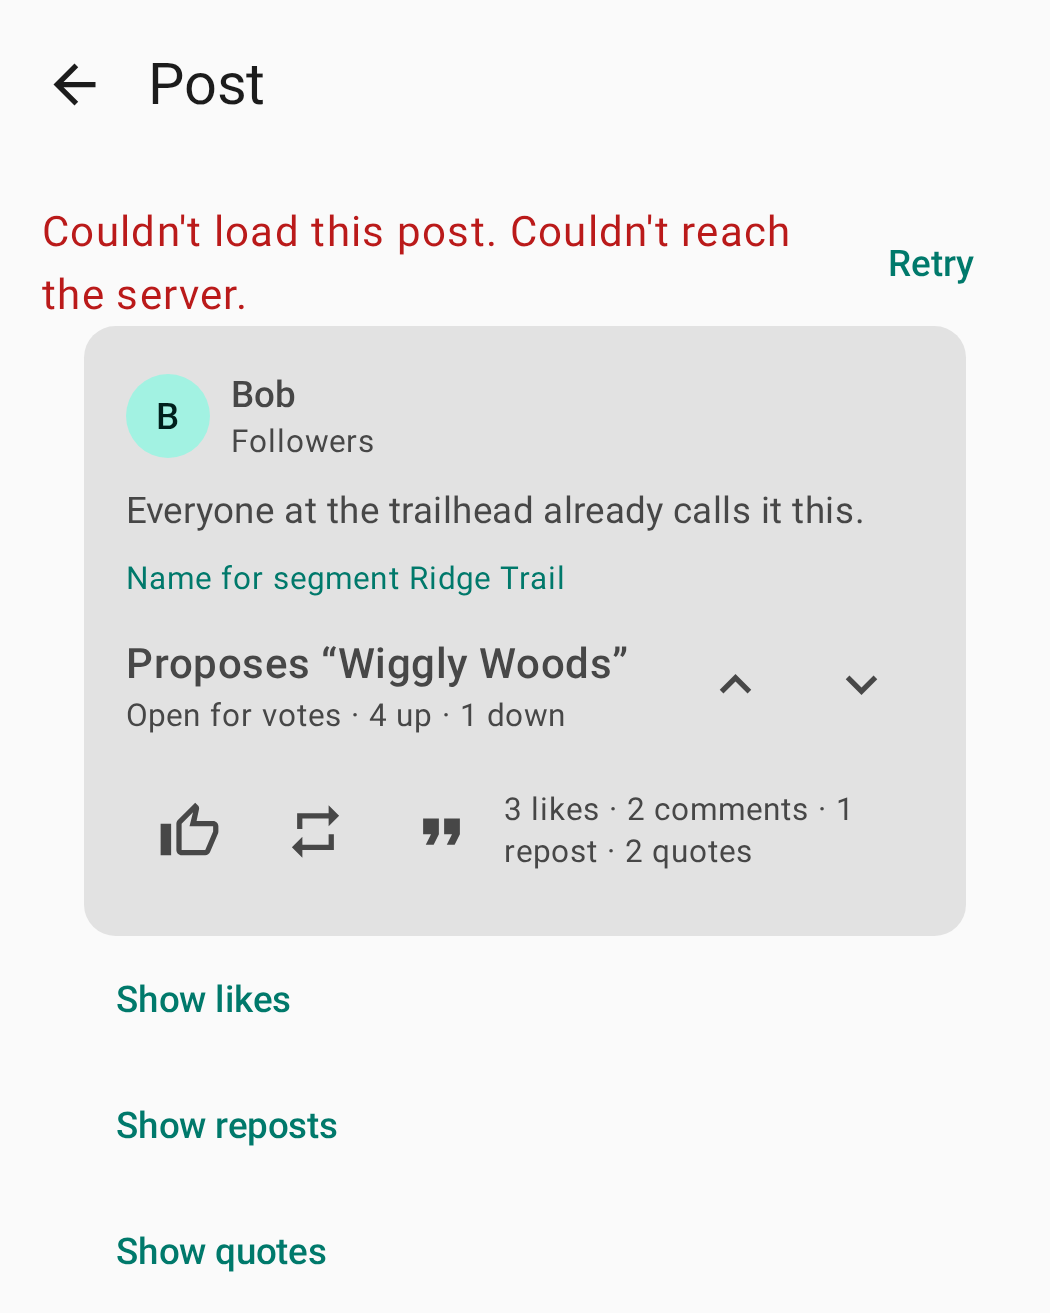 Post
Couldn't load this post. Couldn't reach
the server.
Retry
B
Bob
Followers
Everyone at the trailhead already calls it this.
Name for segment Ridge Trail
Proposes “Wiggly Woods”
Open for votes · 4 up · 1 down
3 likes · 2 comments · 1
repost · 2 quotes
Show likes
Show reposts
Show quotes